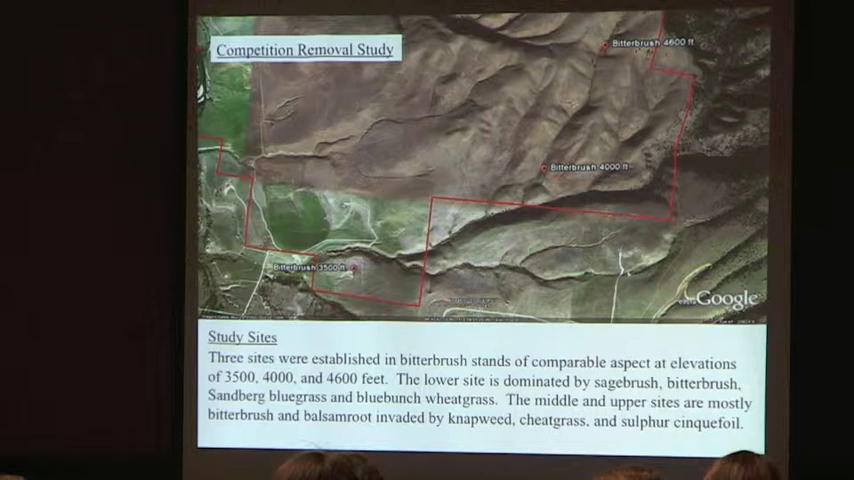 Competition Removal Study
Bitterbrush 4600 ft
Bitterbrush 4000 ft
Bitterbrush 3500 ft
Google
Study Sites
Three sites were established in bitterbrush stands of comparable aspect at elevations
of 3500, 4000, and 4600 feet. The lower site is dominated by sagebrush, bitterbrush,
Sandberg bluegrass and bluebunch wheatgrass. The middle and upper sites are mostly
bitterbrush and balsamroot invaded by knapweed, cheatgrass, and sulphur cinquefoil.